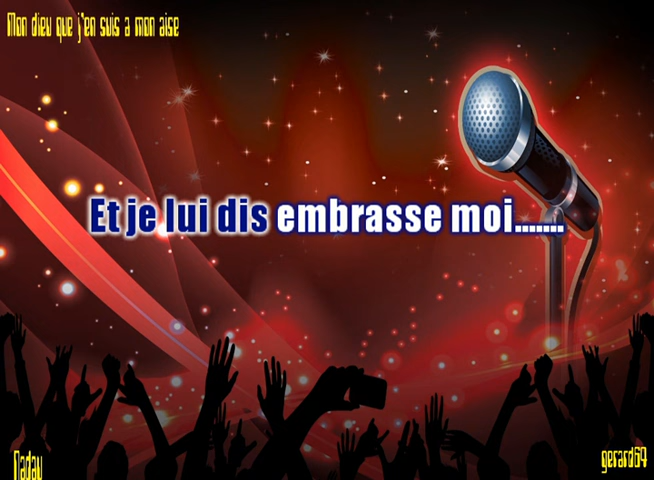 Mon dieu que j'en suis a mon aise
Et je lui dis embrasse moi.......
Nadau
gerard64